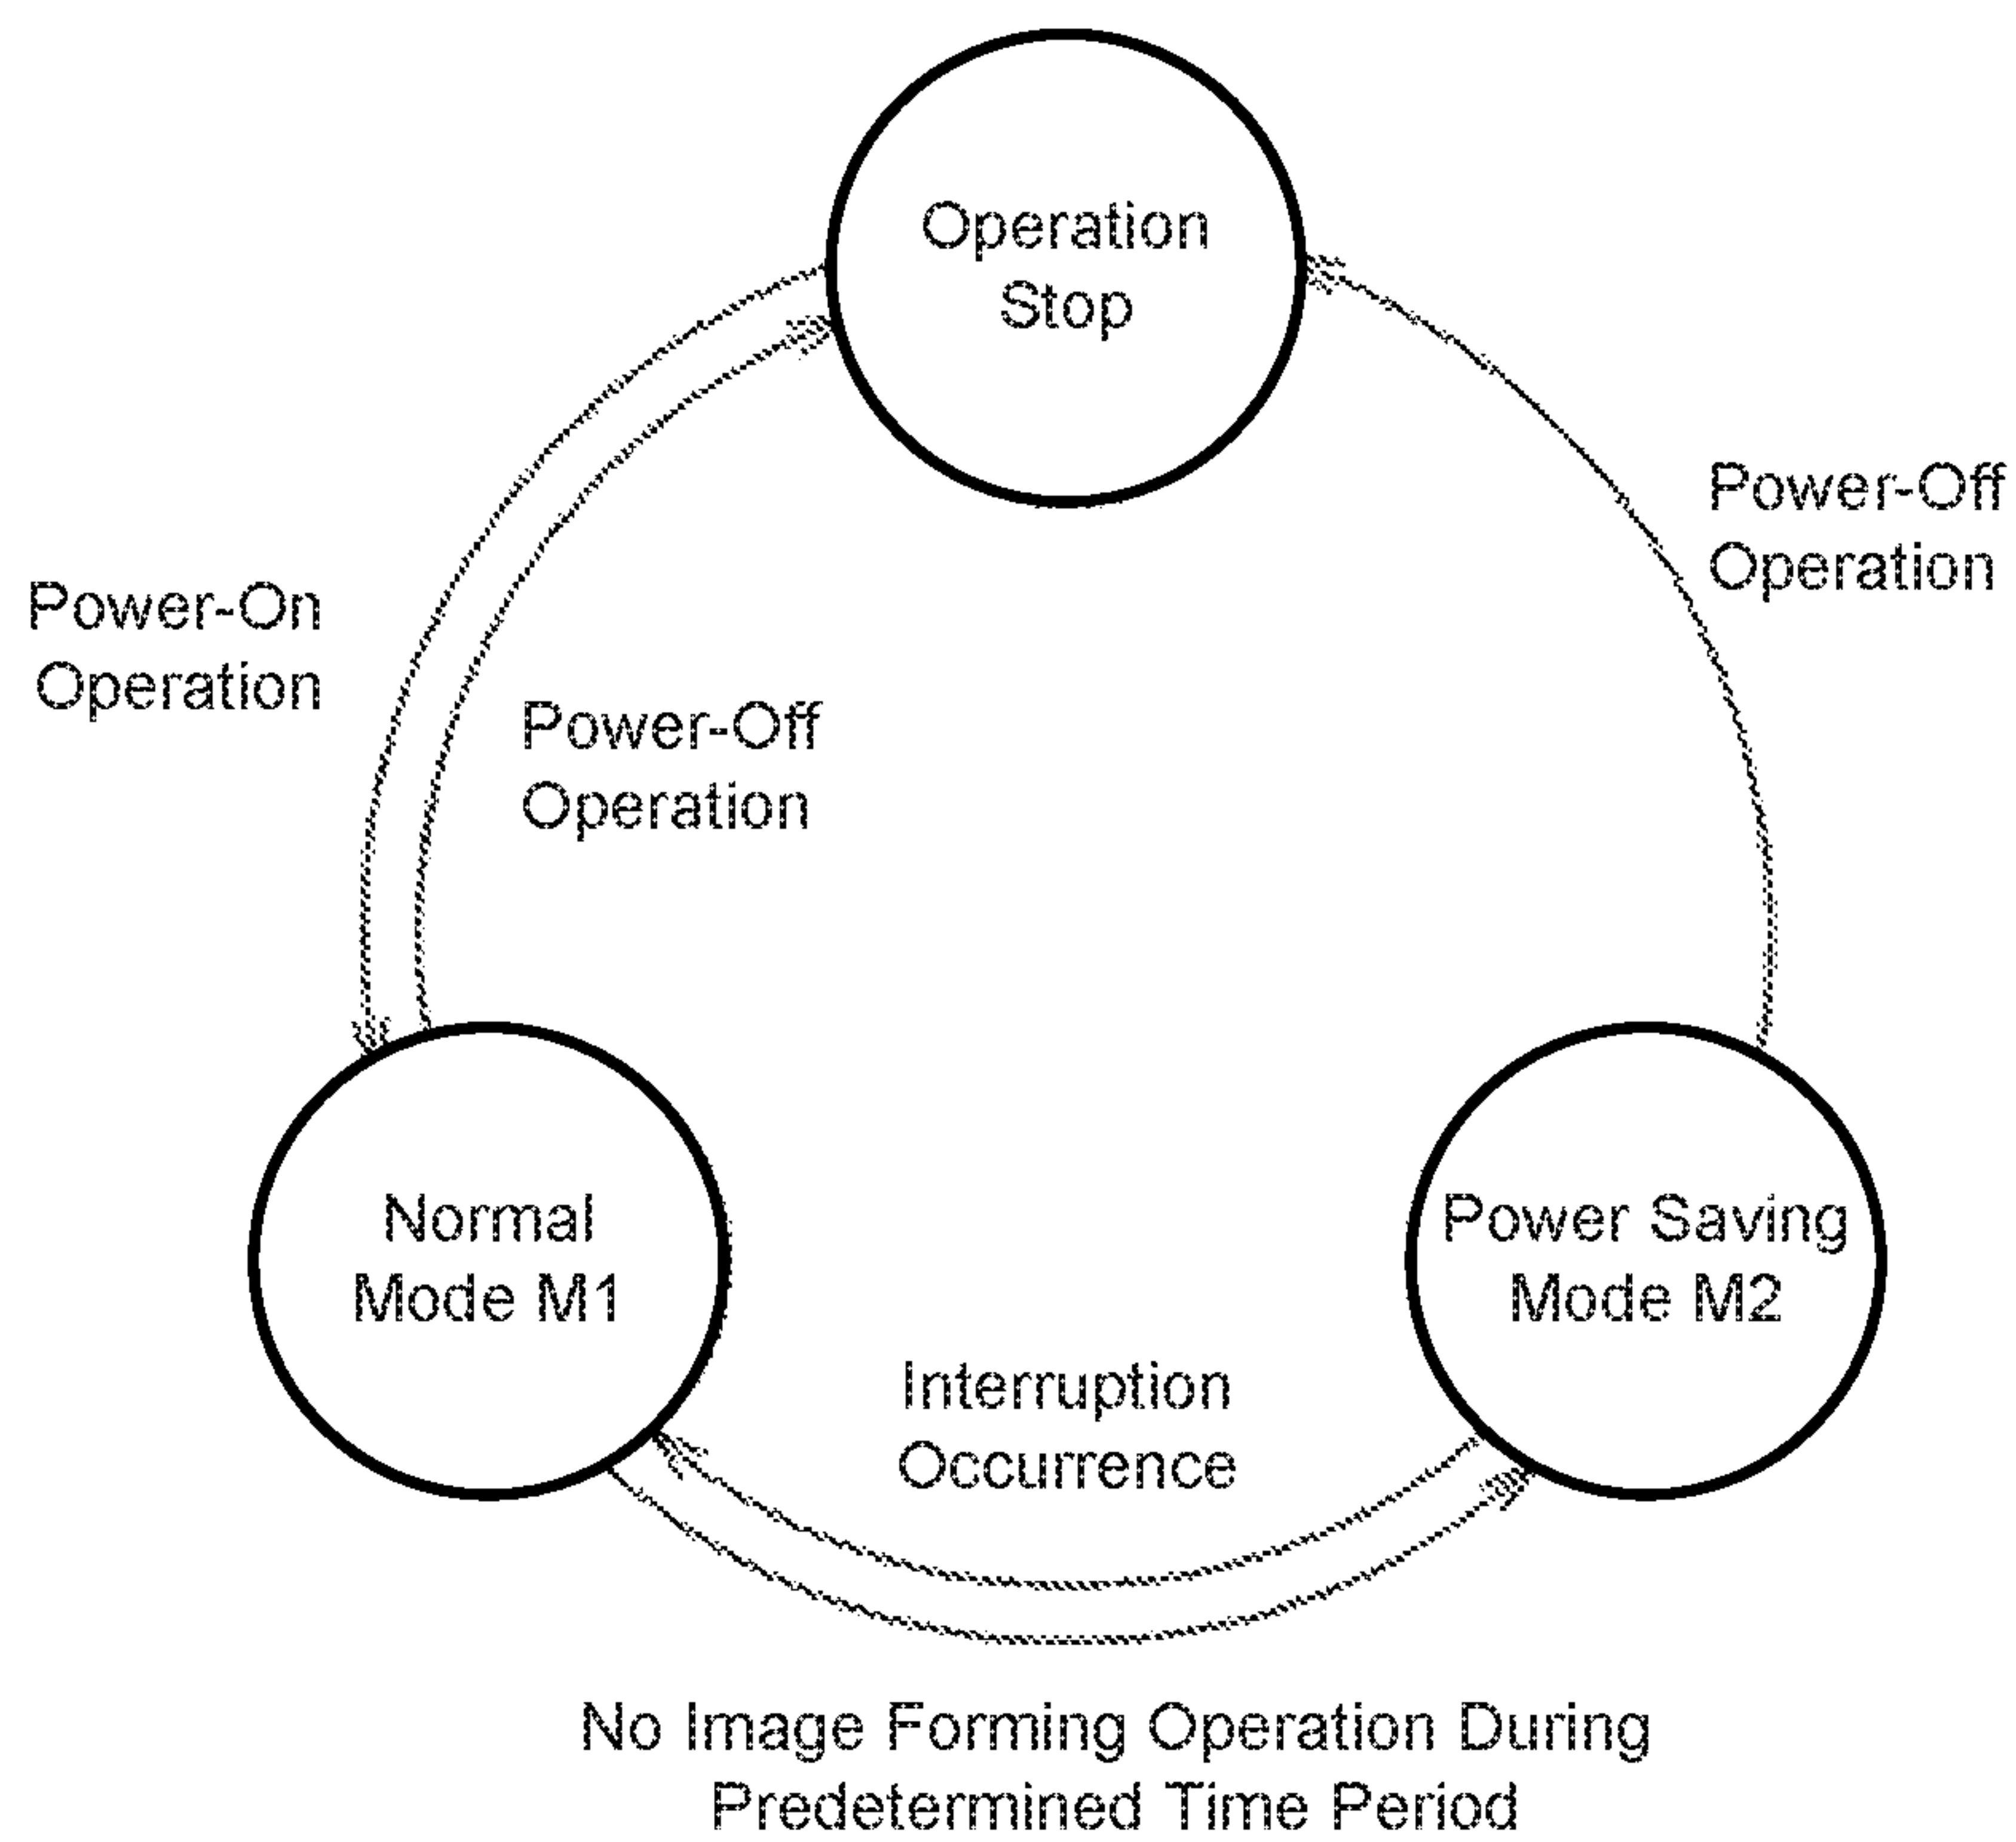 Operation
Stop
Power-Off
Operation
Power-On
Operation
Power-Off
Operation
Normal
Mode M1
Power Saving
Mode M2
Interruption
Occurrence
No Image Forming Operation During
Predetermined Time Period